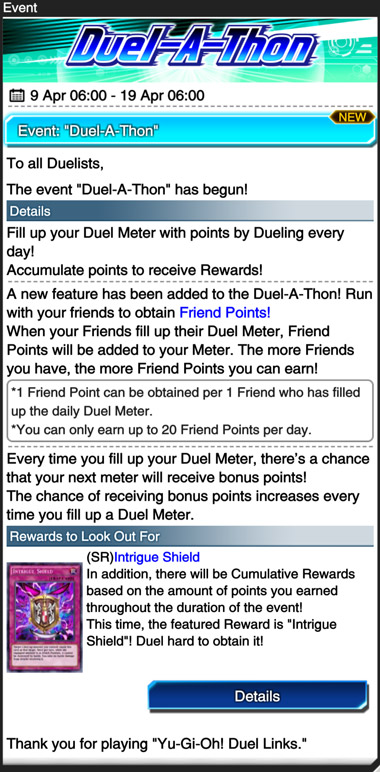 Event
Duel-A-Thon
9 Apr 06:00 - 19 Apr 06:00
NEW
Event: "Duel-A-Thon"
To all Duelists,
The event "Duel-A-Thon" has begun!
Details
Fill up your Duel Meter with points by Dueling every
day!
Accumulate points to receive Rewards!
A new feature has been added to the Duel-A-Thon! Run
with your friends to obtain Friend Points!
When your Friends fill up their Duel Meter, Friend
Points will be added to your Meter. The more Friends
you have, the more Friend Points you can earn!
*1 Friend Point can be obtained per 1 Friend who has filled
up the daily Duel Meter.
*You can only earn up to 20 Friend Points per day.
Every time you fill up your Duel Meter, there's a chance
that your next meter will receive bonus points!
The chance of receiving bonus points increases every
time you fill up a Duel Meter.
Rewards to Look Out For
(SR)Intrigue Shield
Intrigue Shield
In addition, there will be Cumulative Rewards
based on the amount of points you earned
throughout the duration of the event!
This time, the featured Reward is "Intrigue
Shield"! Duel hard to obtain it!
Details
Thank you for playing "Yu-Gi-Oh! Duel Links."